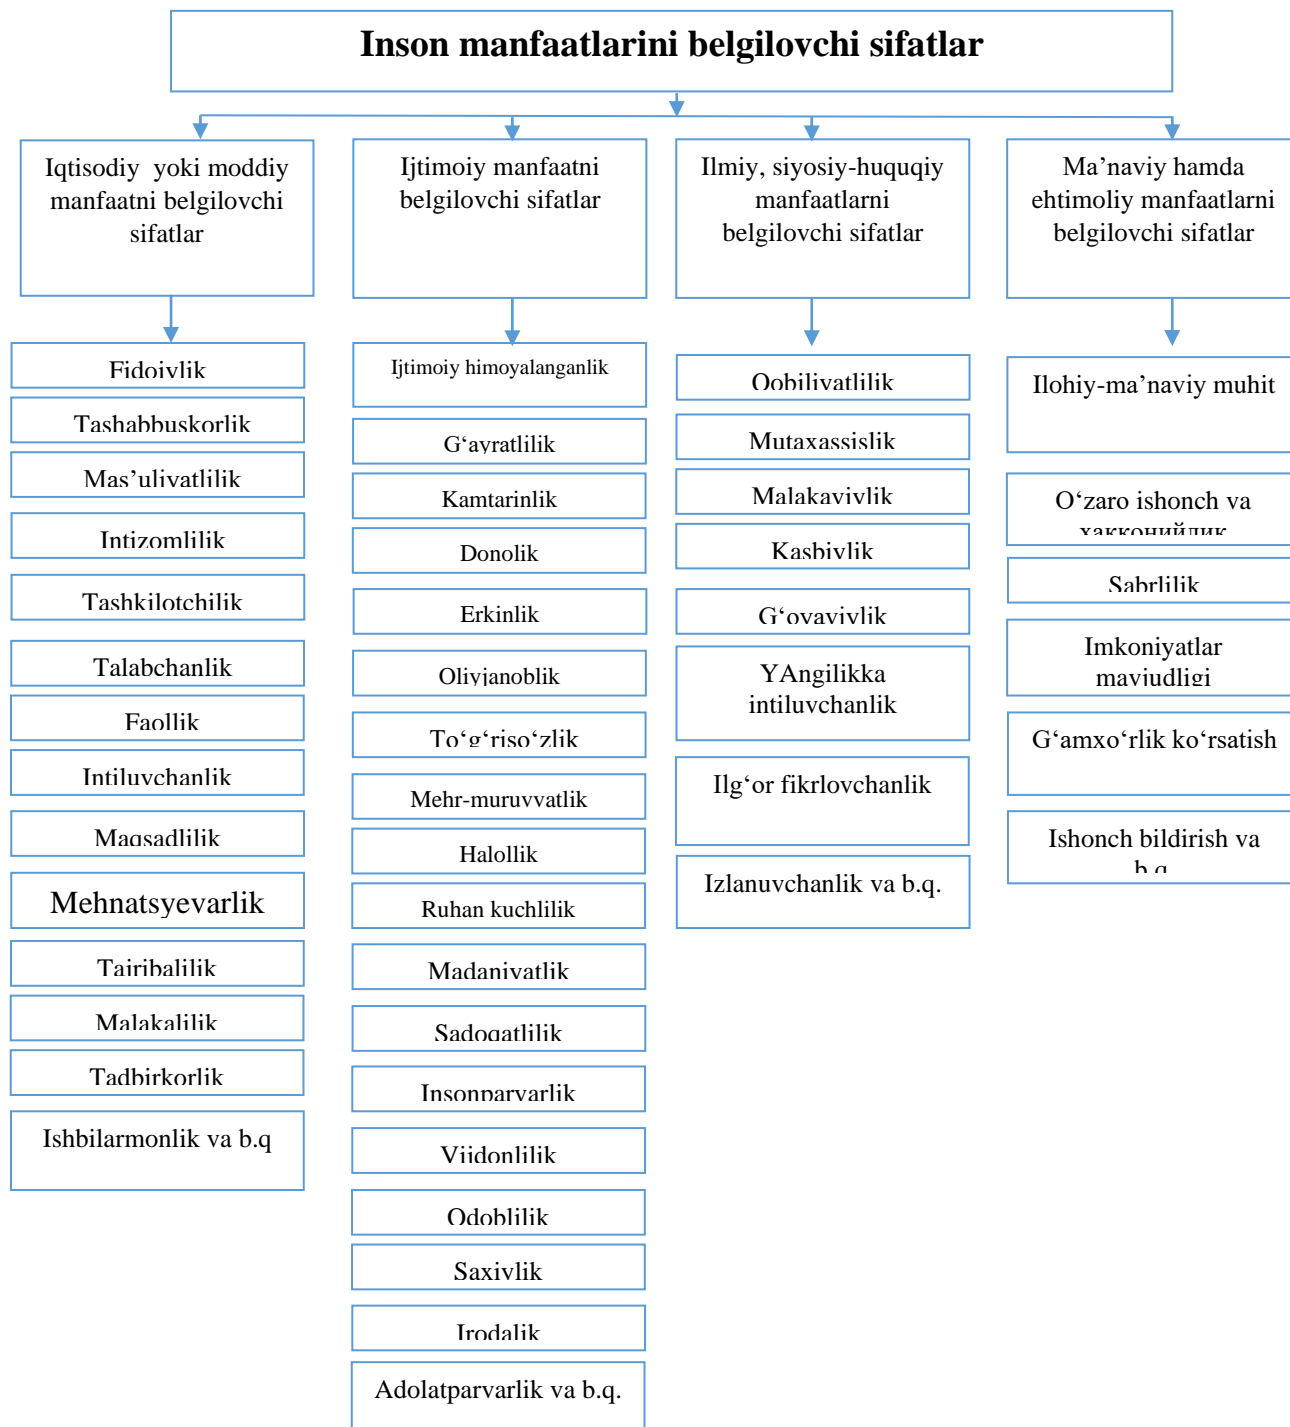 Inson manfaatlarini belgilovchi sifatlar
Iqtisodiy yoki moddiy
manfaatni belgilovchi
sifatlar
Fidoiylik
Tashabbuskorlik
Mas’uliyatlilik
Intizomlilik
Tashkilotchilik
Talabchanlik
Faollik
Intiluvchanlik
Maqsadlilik
Mehnatsyevarlik
Tajribalilik
Malakalilik
Tadbirkorlik
Ishbilarmonlik va b.q
Ijtimoiy manfaatni
belgilovchi sifatlar
Ijtimoiy himoyalanganlik
G‘ayratlilik
Kamtarinlik
Donolik
Erkinlik
Oliyjanoblik
To‘g‘riso‘zlik
Mehr-muruvvatlik
Halollik
Ruhan kuchlilik
Madaniyatlik
Sadoqatlilik
Insonparvarlik
Vijdonlilik
Odoblilik
Saxiylik
Irodalik
Adolatparvarlik va b.q.
Ilmiy, siyosiy-huquqiy
manfaatlarni
belgilovchi sifatlar
Qobiliyatlilik
Mutaxassislik
Malakaviylik
Kasbiylik
G‘oyaviylik
YAngilikka
intiluvchanlik
Ilg‘or fikrlovchanlik
Izlanuvchanlik va b.q.
Ma’naviy hamda
ehtimoliy manfaatlarni
belgilovchi sifatlar
Ilohiy-ma’naviy muhit
O‘zaro ishonch va
хакконийлик
Sabrlilik
Imkoniyatlar
mavjudligi
G‘amxo‘rlik ko‘rsatish
Ishonch bildirish va
b.q.